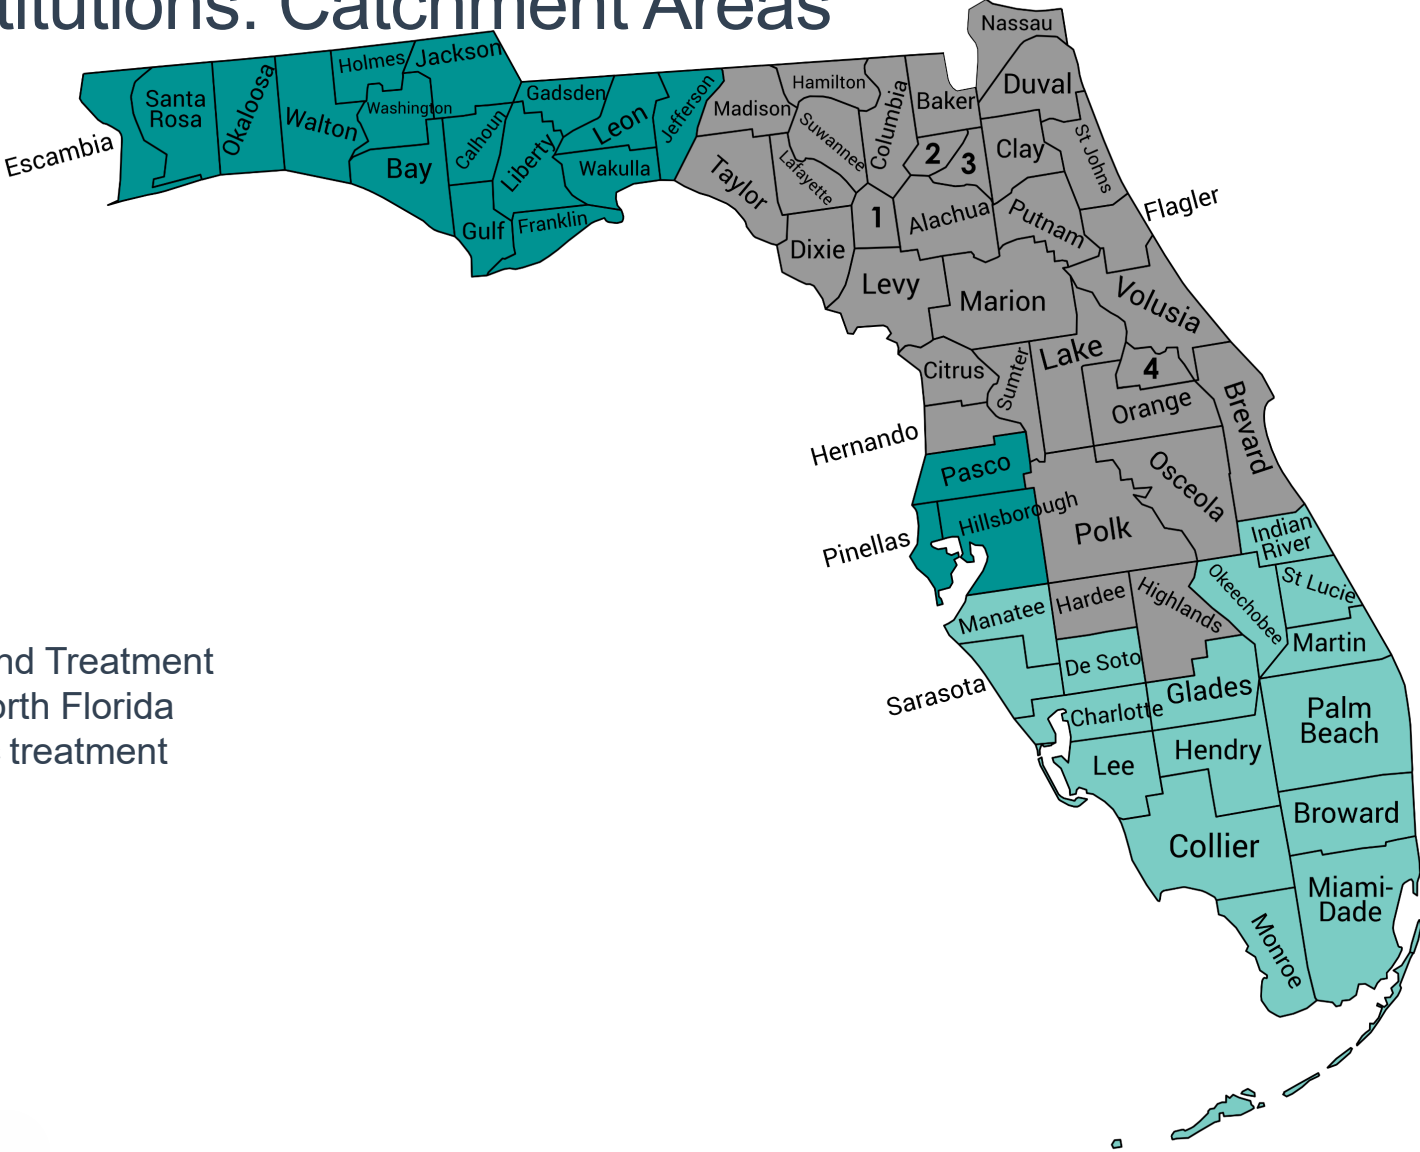 titutions: Catchment Areas
Nassau
Holmes
Jackson
Santa
Rosa
Okaloosa
Walton
Washington
Escambia
Bay
Calhoun
Gadsden
Liberty
Leon
Jefferson
Wakulla
Gulf
Franklin
Madison
Hamilton
Suwannee
Columbia
Baker
Duval
Taylor
Lafayette
2
3
Clay
St Johns
1
Alachua
Putnam
Flagler
Dixie
Levy
Marion
Volusia
Citrus
Sumter
Lake
4
Orange
Brevard
Hernando
Pasco
Osceola
Pinellas
Hillsborough
Polk
Indian
River
Manatee
Hardee
Highlands
Okeechobee
St Lucie
Martin
De Soto
Sarasota
Charlotte
Glades
Palm
Beach
Lee
Hendry
Broward
Collier
Miami-
Dade
Monroe
nd Treatment
orth Florida
treatment